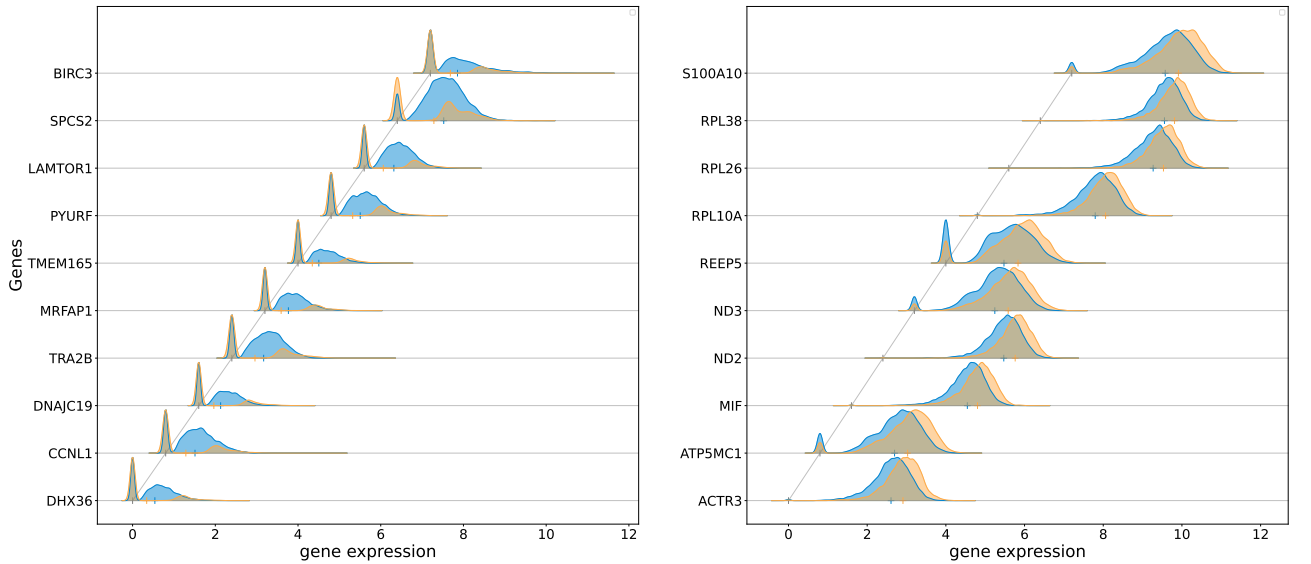 Genes
BIRC3
SPCS2
LAMTOR1
PYURF
TMEM165
MRFAP1
TRA2B
DNAJC19
CCNL1
DHX36
0 2 4 6 8 10 12
gene expression
S100A10
RPL38
RPL26
RPL10A
REEP5
ND3
ND2
MIF
ATP5MC1
ACTR3
0 2 4 6 8 10 12
gene expression